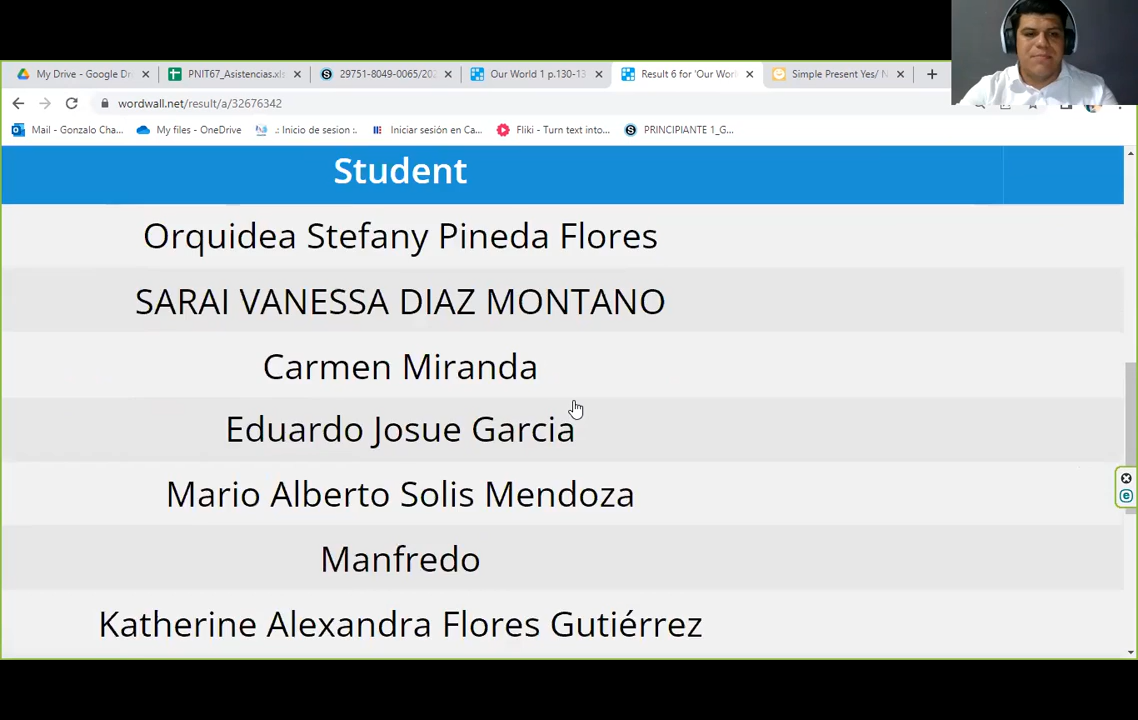 My Drive - Google Dr
PNIT67_Asistencias.xls
29751-8049-0065/202
Our World 1 p.130-13
Result 6 for 'Our Worl
Simple Present Yes/ N
wordwall.net/result/a/32676342
Mail - Gonzalo Cha...
My files - OneDrive
.: Inicio de sesion :.
Iniciar sesión en Ca...
Fliki - Turn text into...
PRINCIPIANTE 1_G...
Student
Orquidea Stefany Pineda Flores
SARAI VANESSA DIAZ MONTANO
Carmen Miranda
Eduardo Josue Garcia
Mario Alberto Solis Mendoza
Manfredo
Katherine Alexandra Flores Gutiérrez